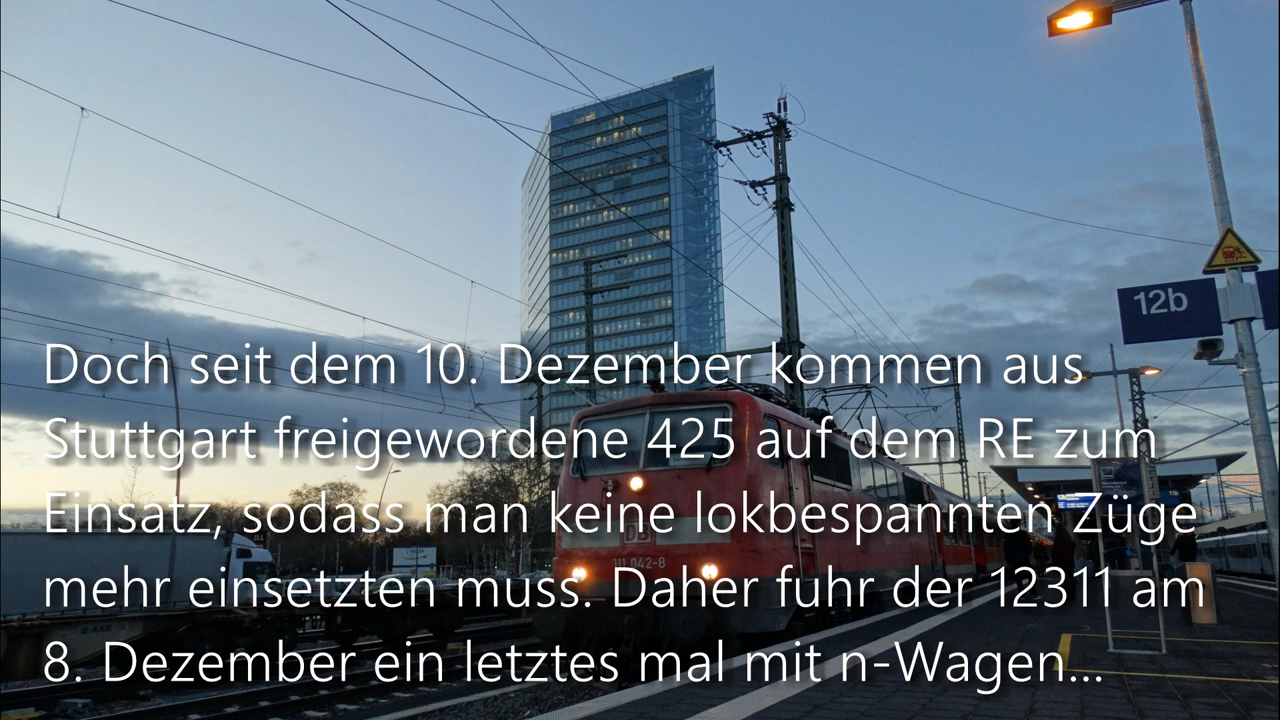 12b
Doch seit dem 10. Dezember kommen aus
Stuttgart freigewordene 425 auf dem RE zum
Einsatz, sodass man keine lokbespannten Züge
mehr einsetzten muss. Daher fuhr der 12311 am
8. Dezember ein letztes mal mit n-Wagen...
DB
111 042-8